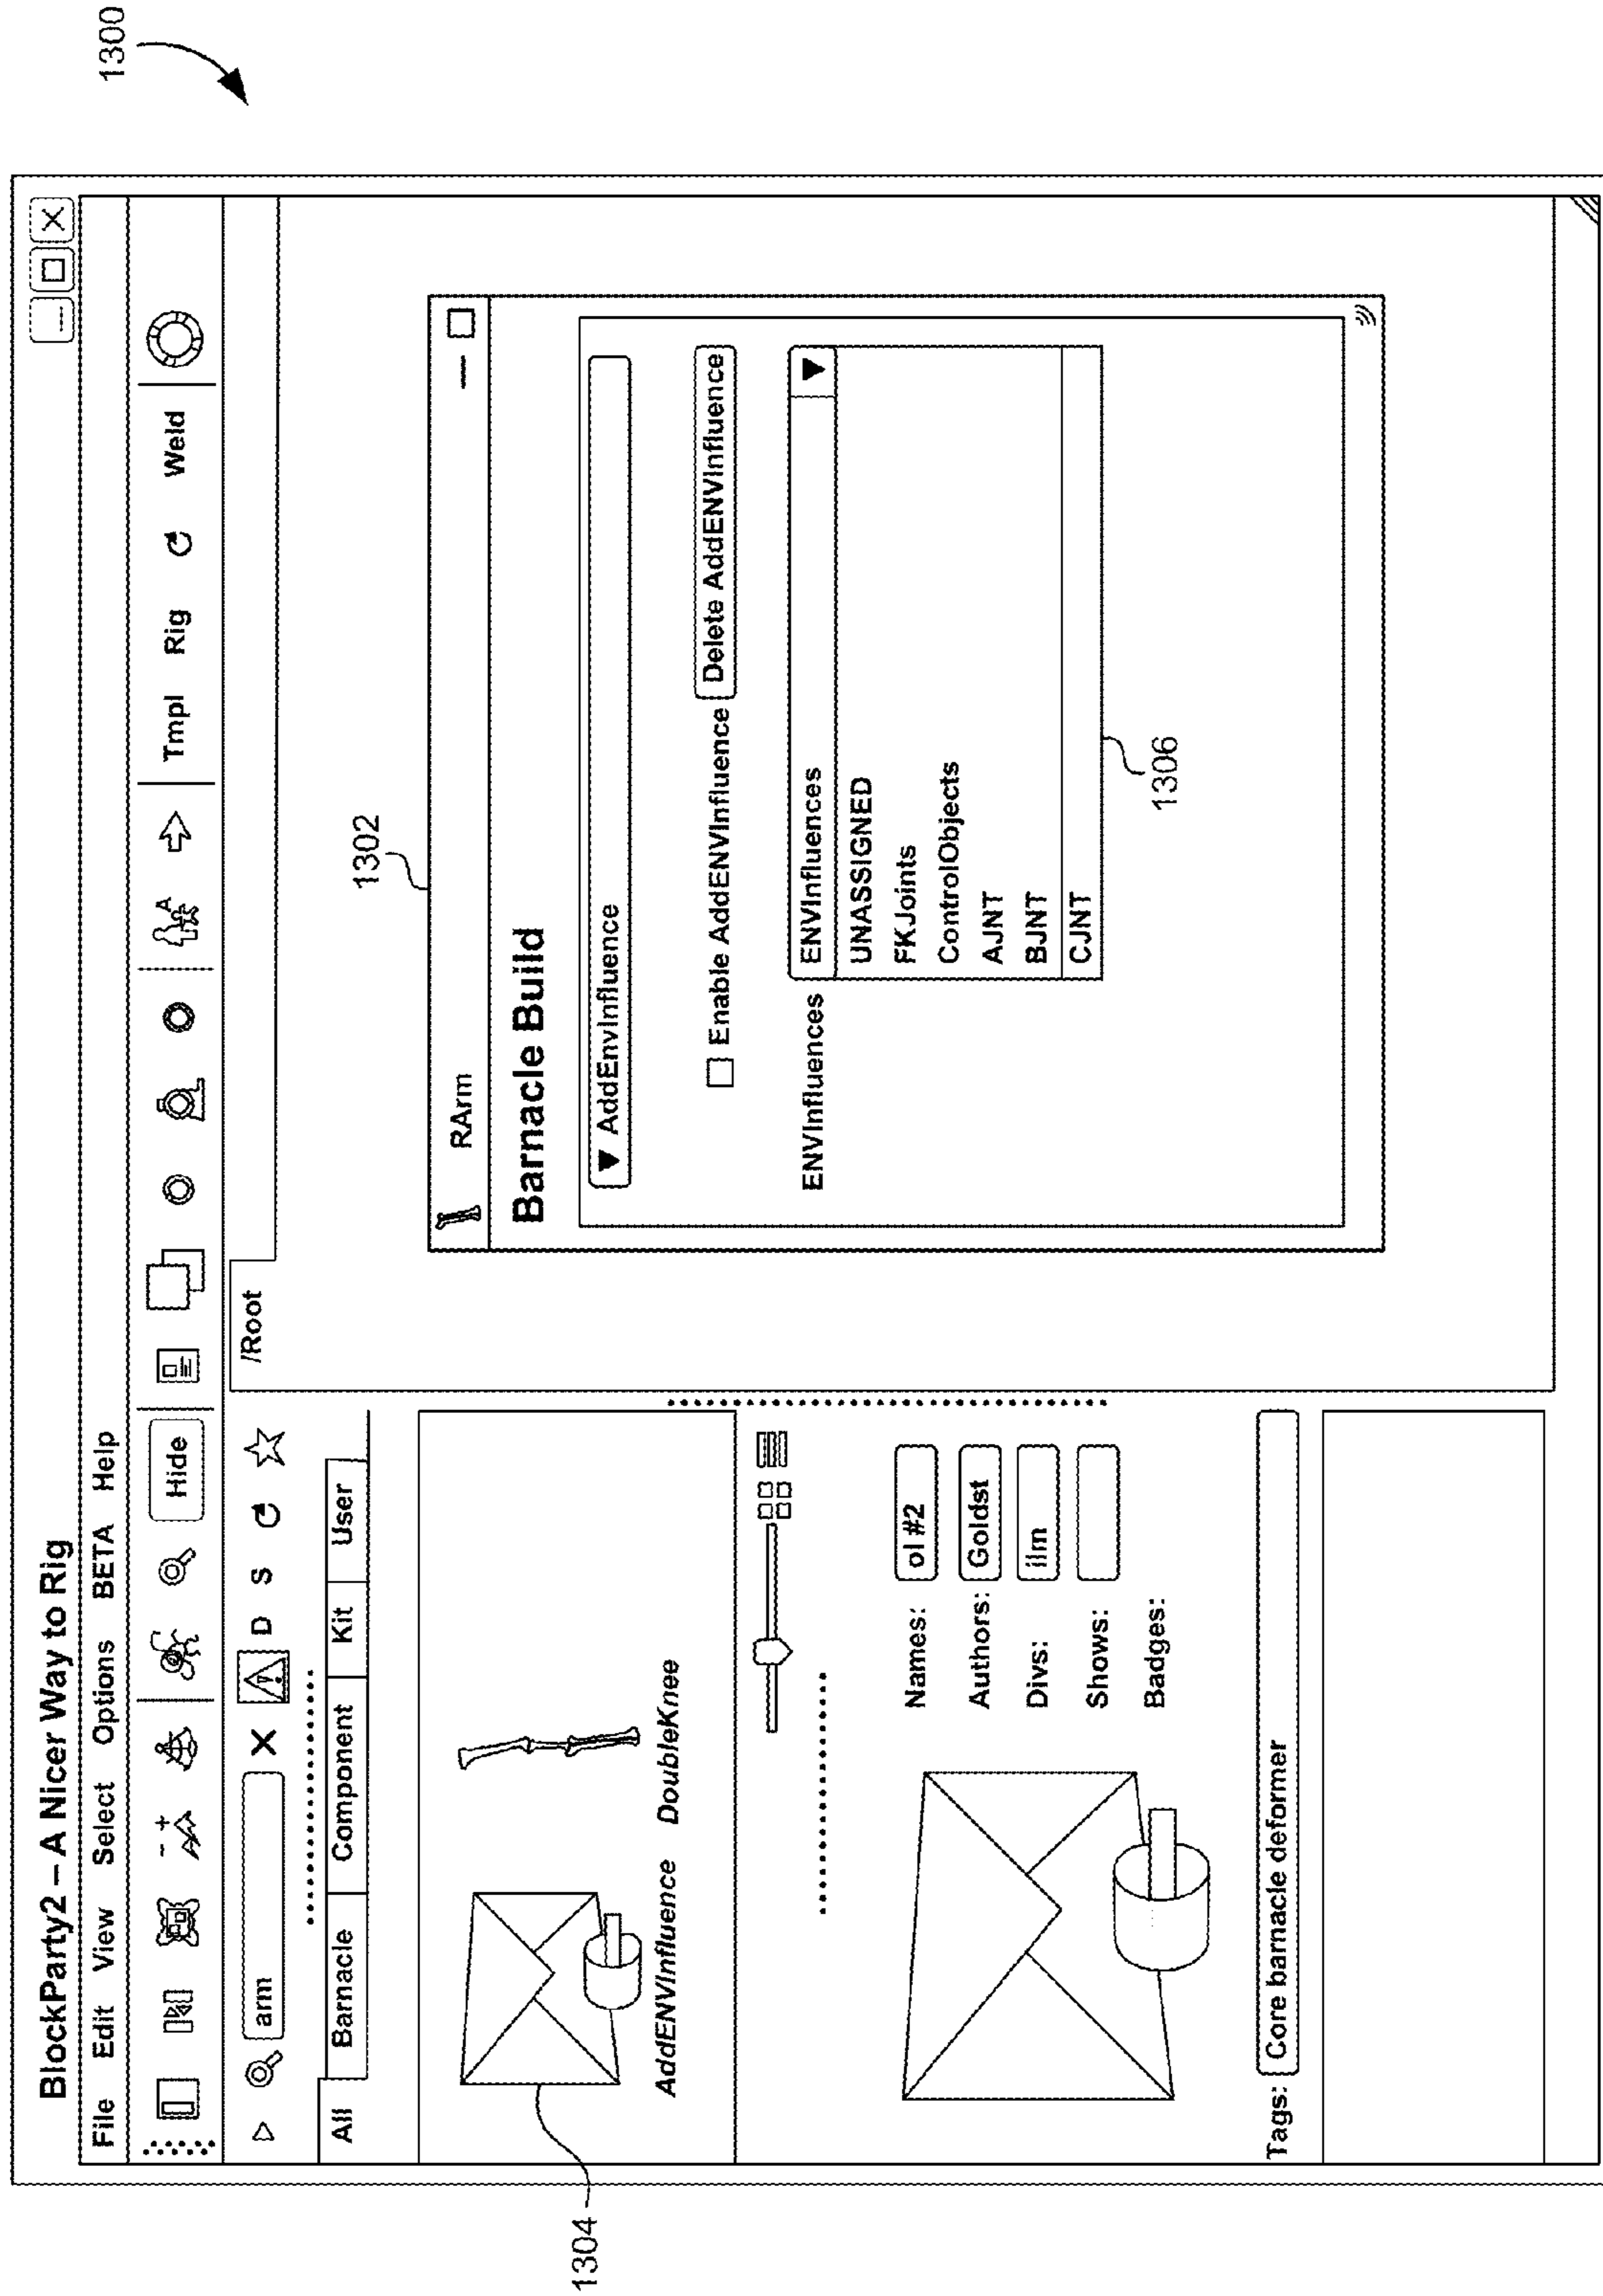 1300
BlockParty2 – A Nicer Way to Rig
File Edit View Select Options BETA Help
Hide
Tmpl Rig Weld
arm
D S
/Root
All Barnacle Component Kit User
1302
RArm
Barnacle Build
AddEnvInfluence
Enable AddENVInfluence Delete AddENVInfluence
ENVInfluences ENVInfluences
UNASSIGNED
FKJoints
ControlObjects
AJNT
BJNT
CJNT
1306
1304
AddENVInfluence DoubleKnee
Names: ol #2
Authors: Goldst
Divs: ilm
Shows:
Badges:
Tags: Core barnacle deformer